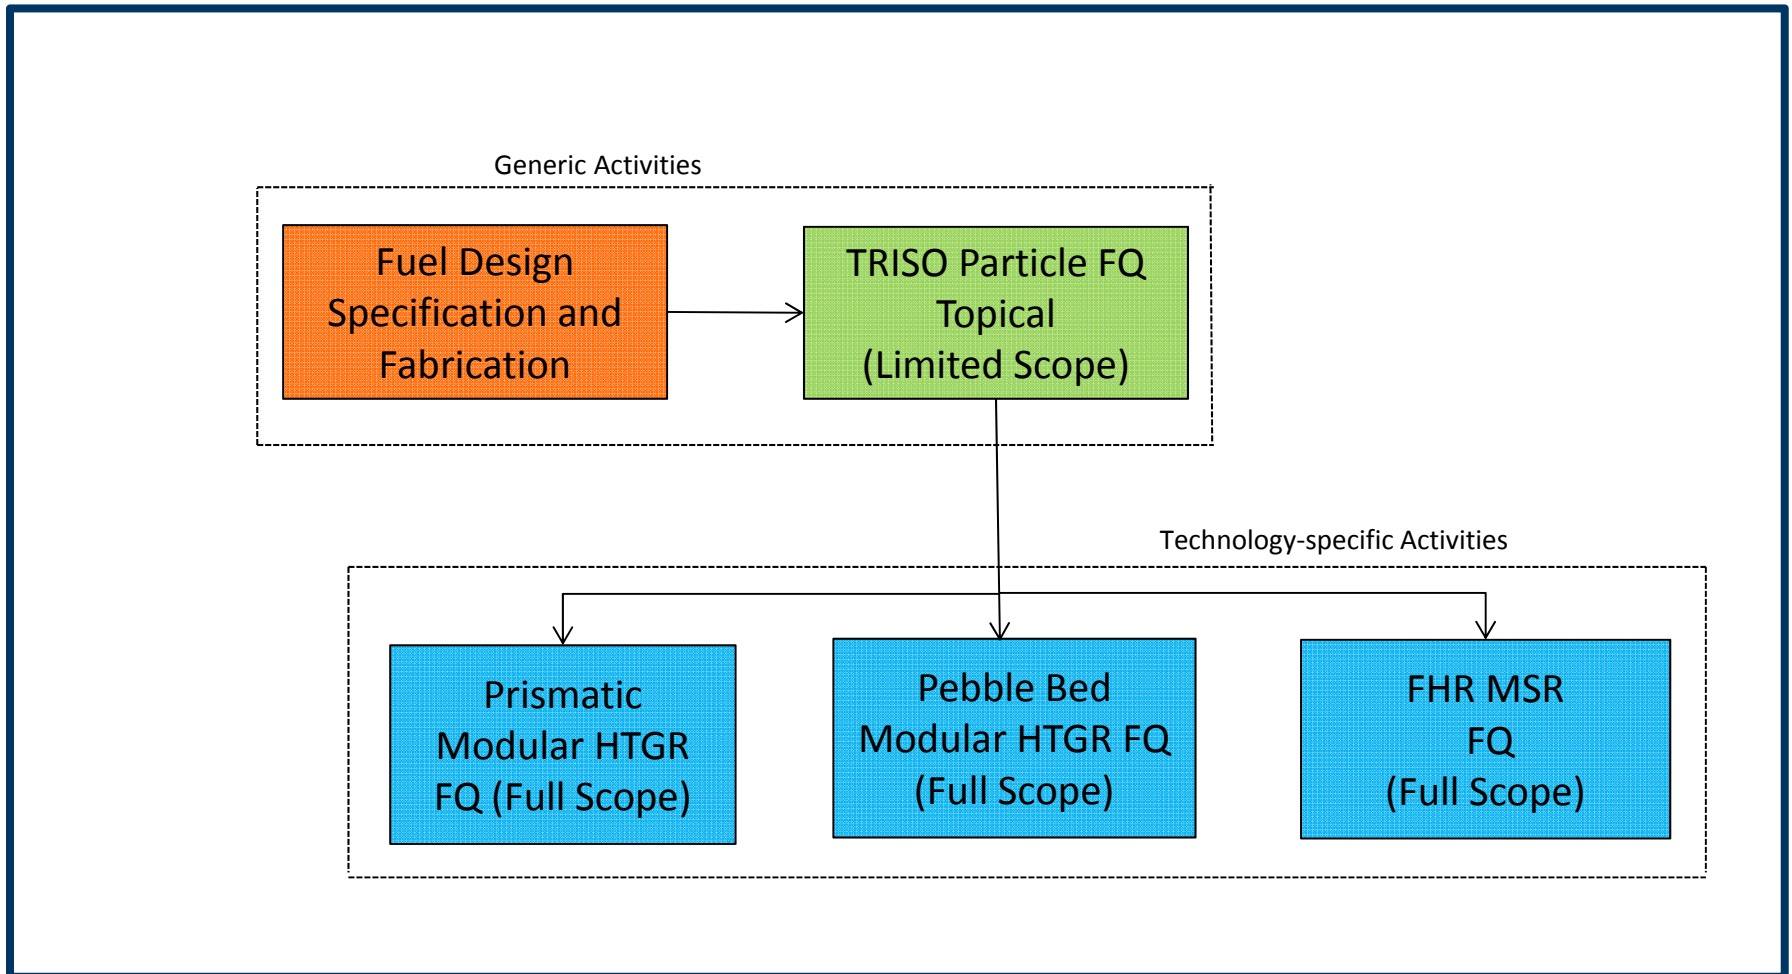 Generic Activities
Fuel Design
Specification and
Fabrication
TRISO Particle FQ
Topical
(Limited Scope)
Technology-specific Activities
Prismatic
Modular HTGR
FQ (Full Scope)
Pebble Bed
Modular HTGR FQ
(Full Scope)
FHR MSR
FQ
(Full Scope)